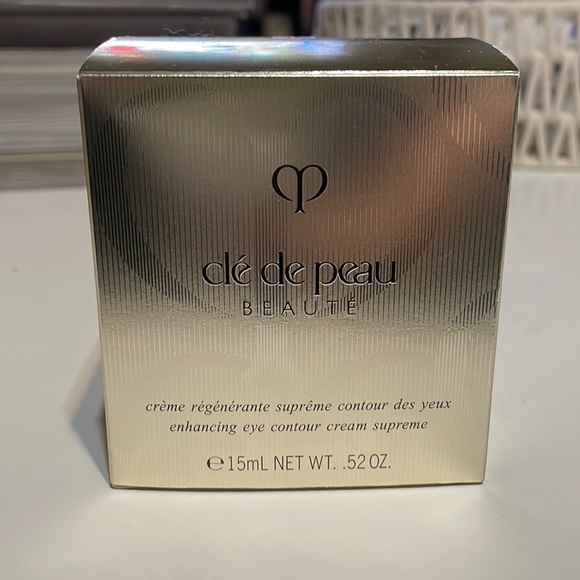 clé de peau
BEAUTÉ
crème régénérante suprême contour des yeux
enhancing eye contour cream supreme
℮15mL NET WT. .52 OZ.